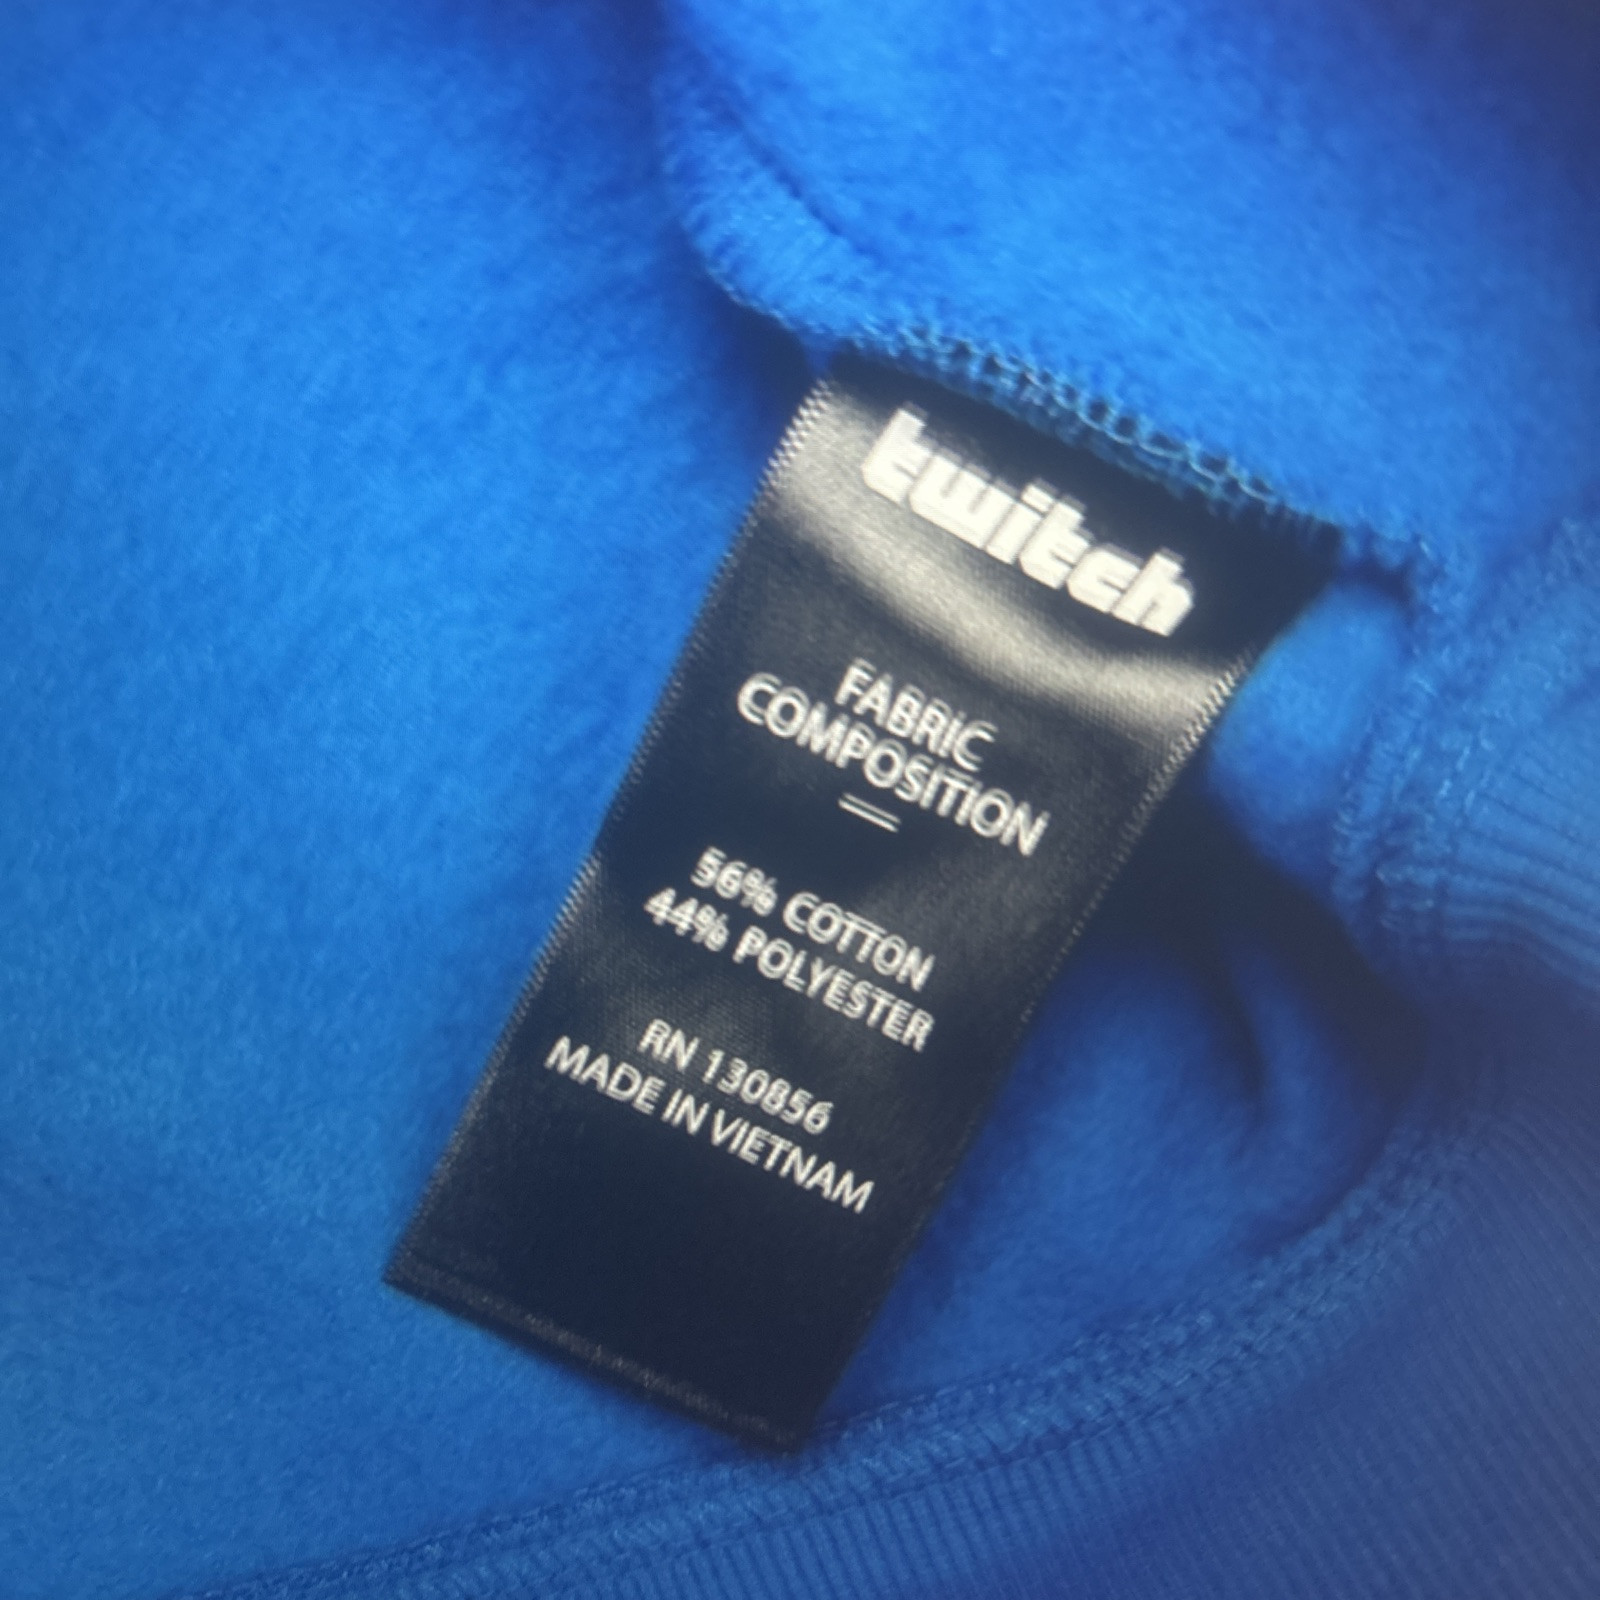 twitch
FABRIC
COMPOSITION
56% COTTON
44% POLYESTER
RN 130856
MADE IN VIETNAM